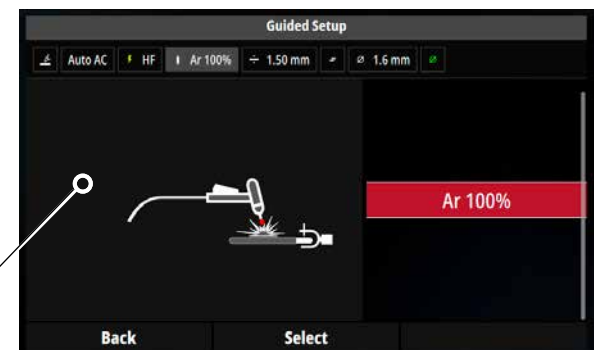 Guided Setup
Auto AC HF Ar 100% ÷ 1.50 mm ⌀ 1.6 mm ⌀
Ar 100%
Back Select